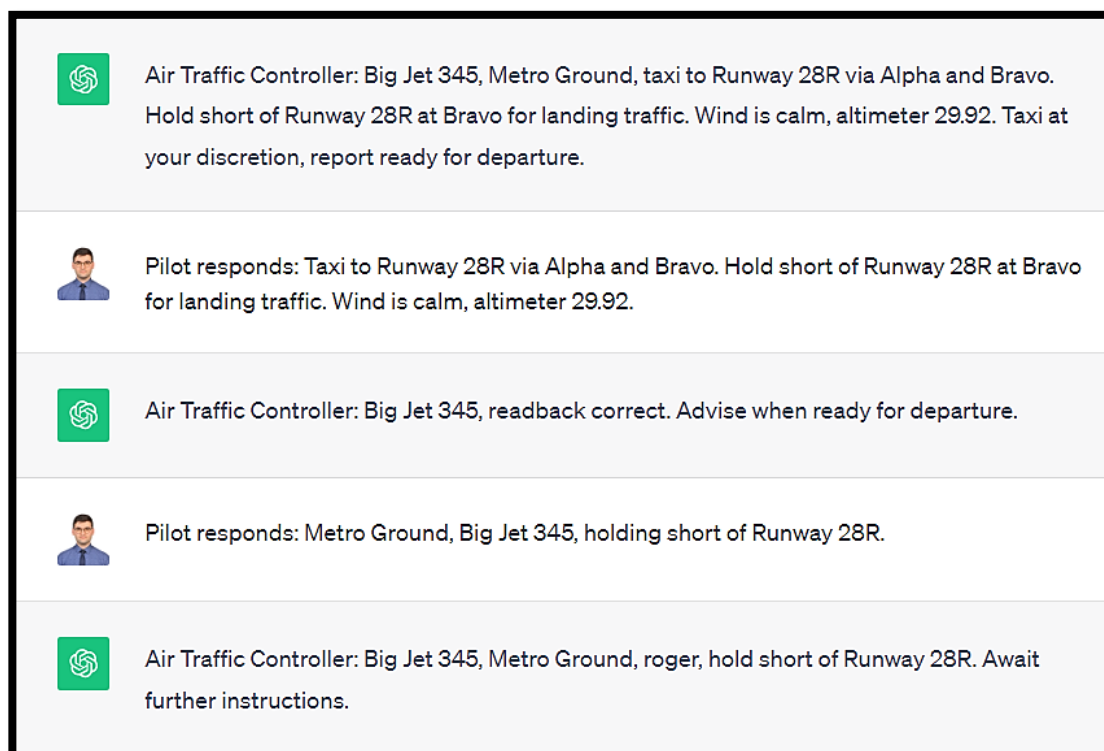 Air Traffic Controller: Big Jet 345, Metro Ground, taxi to Runway 28R via Alpha and Bravo.
Hold short of Runway 28R at Bravo for landing traffic. Wind is calm, altimeter 29.92. Taxi at
your discretion, report ready for departure.
Pilot responds: Taxi to Runway 28R via Alpha and Bravo. Hold short of Runway 28R at Bravo
for landing traffic. Wind is calm, altimeter 29.92.
Air Traffic Controller: Big Jet 345, readback correct. Advise when ready for departure.
Pilot responds: Metro Ground, Big Jet 345, holding short of Runway 28R.
Air Traffic Controller: Big Jet 345, Metro Ground, roger, hold short of Runway 28R. Await
further instructions.